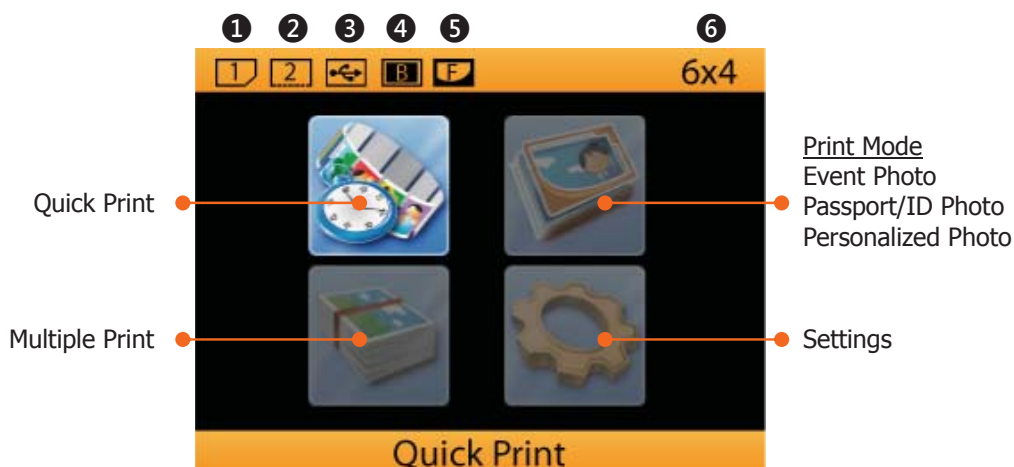 ❶ ❷ ❸ ❹ ❺ ❻
1 2 B F 6x4
Quick Print
Multiple Print
Print Mode
Event Photo
Passport/ID Photo
Personalized Photo
Settings
Quick Print